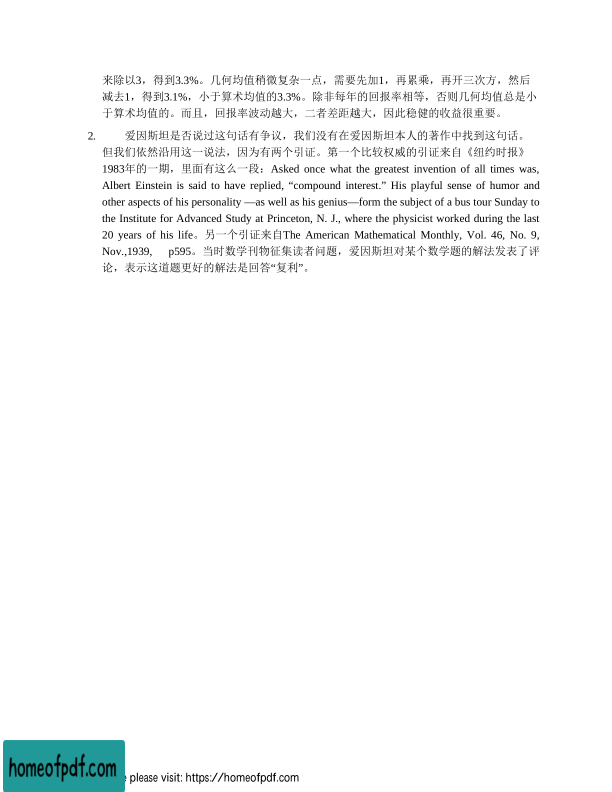 来除以3，得到3.3%。几何均值稍微复杂一点，需要先加1，再累乘，再开三次方，然后
减去1，得到3.1%，小于算术均值的3.3%。除非每年的回报率相等，否则几何均值总是小
于算术均值的。而且，回报率波动越大，二者差距越大，因此稳健的收益很重要。
2. 爱因斯坦是否说过这句话有争议，我们没有在爱因斯坦本人的著作中找到这句话。
但我们依然沿用这一说法，因为有两个引证。第一个比较权威的引证来自《纽约时报》
1983年的一期，里面有这么一段：Asked once what the greatest invention of all times was,
Albert Einstein is said to have replied, “compound interest.” His playful sense of humor and
other aspects of his personality —as well as his genius—form the subject of a bus tour Sunday to
the Institute for Advanced Study at Princeton, N. J., where the physicist worked during the last
20 years of his life。另一个引证来自The American Mathematical Monthly, Vol. 46, No. 9,
Nov.,1939, p595。当时数学刊物征集读者问题，爱因斯坦对某个数学题的解法发表了评
论，表示这道题更好的解法是回答“复利”。
homeofpdf.com
please visit: https://homeofpdf.com